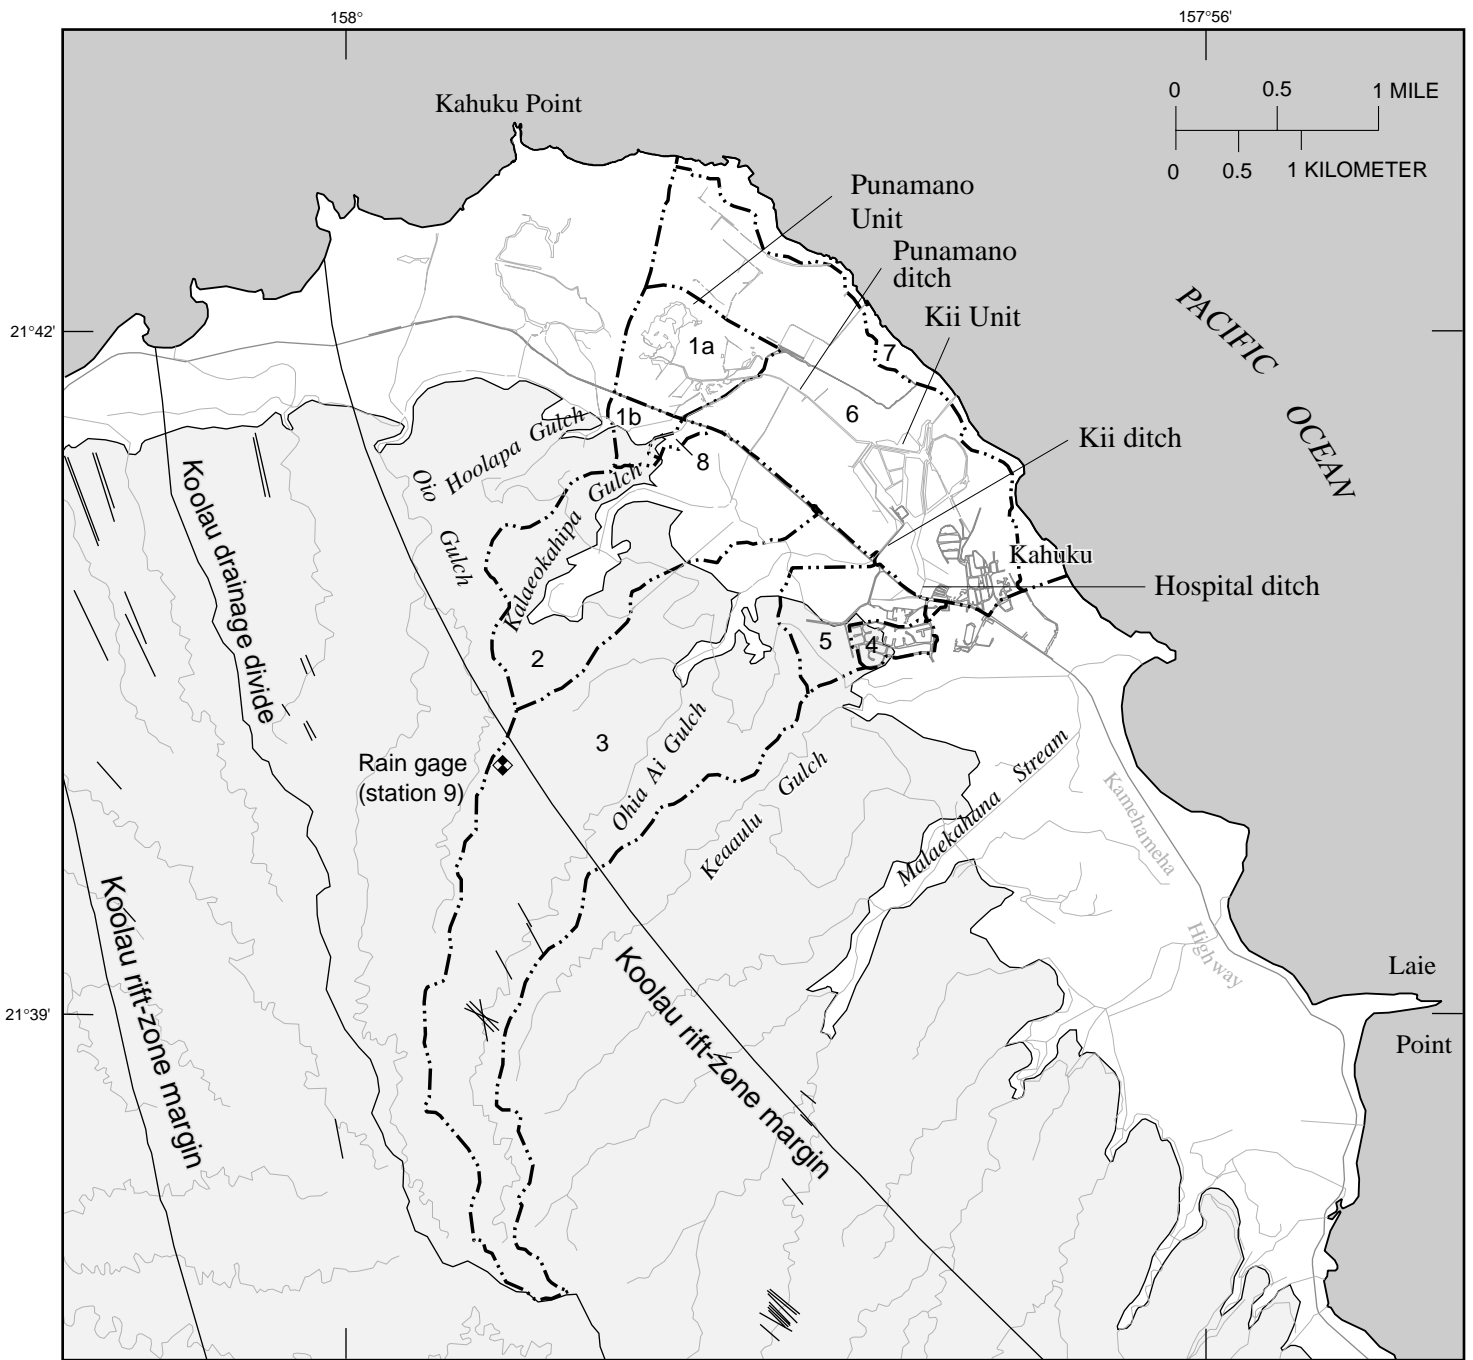 158°
157°56'
Kahuku Point
0 0.5 1 MILE
0 0.5 1 KILOMETER
Punamano
Unit
Punamano
ditch
Kii Unit
PACIFIC
OCEAN
21°42'
1a
7
1b
6
8
Kii ditch
Hoolapa Gulch
Oio
Gulch
Kalaeokahipa Gulch
Kahuku
Hospital ditch
Koolau drainage divide
5
4
2
3
Rain gage
(station 9)
Ohia Ai Gulch
Keaaulu Gulch
Malaekahana Stream
Kamehameha
Highway
Koolau rift-zone margin
Koolau rift-zone margin
Laie
Point
21°39'